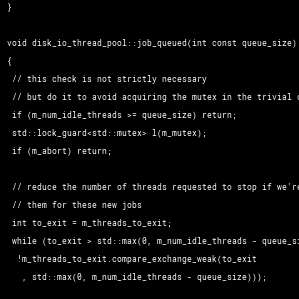 }
void disk_io_thread_pool::job_queued(int const queue_size)
{
// this check is not strictly necessary
// but do it to avoid acquiring the mutex in the trivial
if (m_num_idle_threads >= queue_size) return;
std::lock_guard<std::mutex> l(m_mutex);
if (m_abort) return;
// reduce the number of threads requested to stop if we're
// them for these new jobs
int to_exit = m_threads_to_exit;
while (to_exit > std::max(0, m_num_idle_threads - queue_s
!m_threads_to_exit.compare_exchange_weak(to_exit
, std::max(0, m_num_idle_threads - queue_size)));